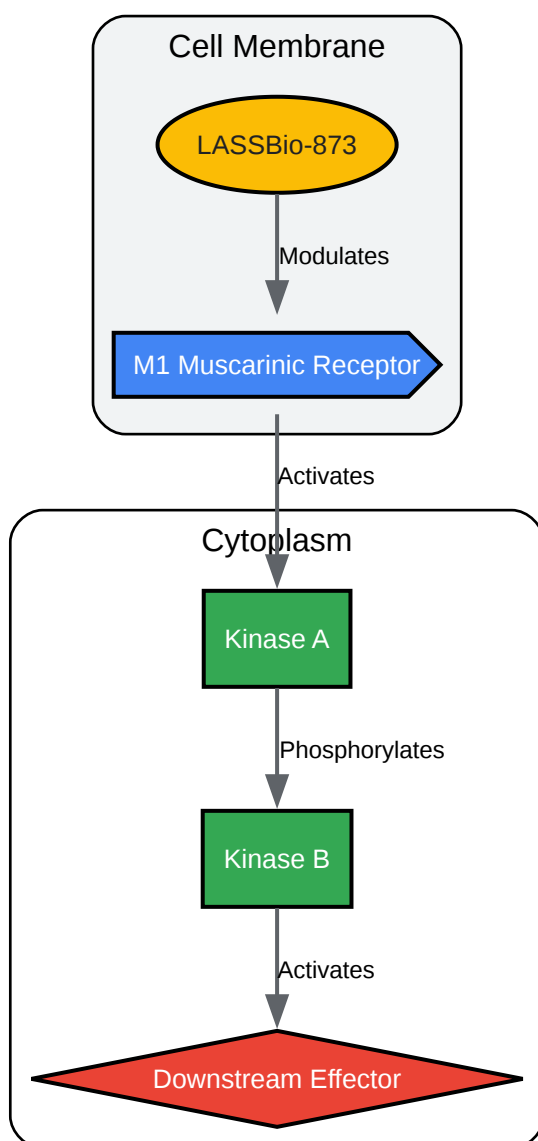 Cell Membrane
LASSBio-873
Modulates
M1 Muscarinic Receptor
Activates
Cytoplasm
Kinase A
Phosphorylates
Kinase B
Activates
Downstream Effector